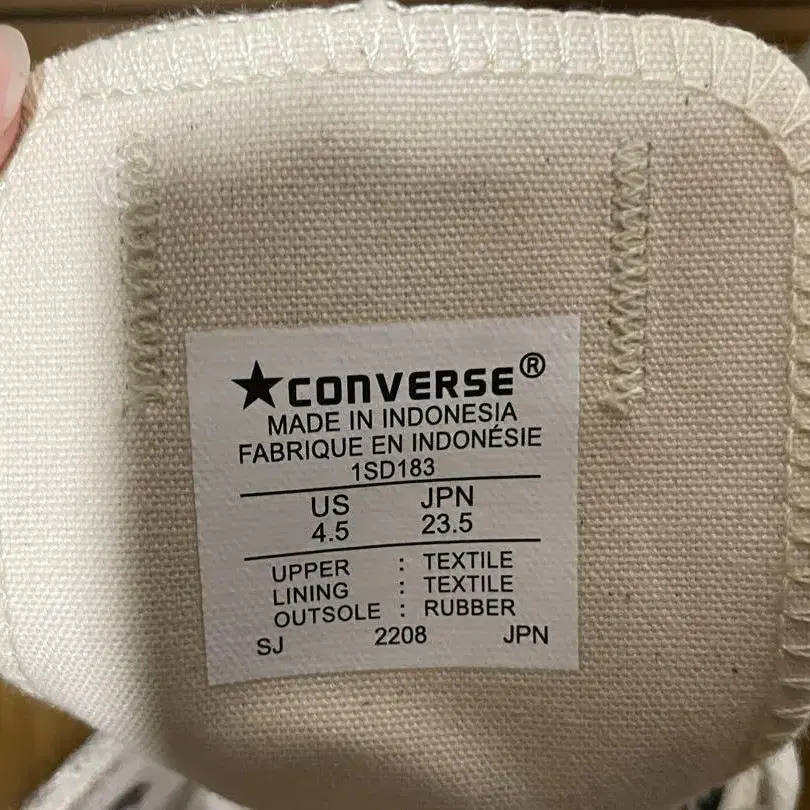 ★CONVERSE®
MADE IN INDONESIA
FABRIQUE EN INDONÉSIE
1SD183
US JPN
4.5 23.5
UPPER : TEXTILE
LINING : TEXTILE
OUTSOLE : RUBBER
SJ 2208 JPN